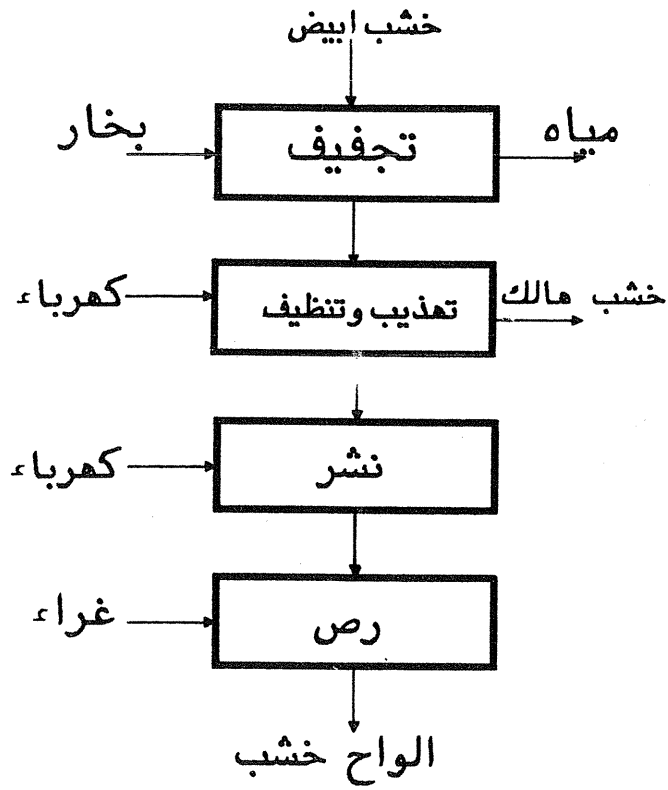 خشب ابيض
بخار
تجفيف
مياه
كهرباء
تهذيب وتنظيف
خشب هالك
كهرباء
نشر
غراء
رص
الواح خشب